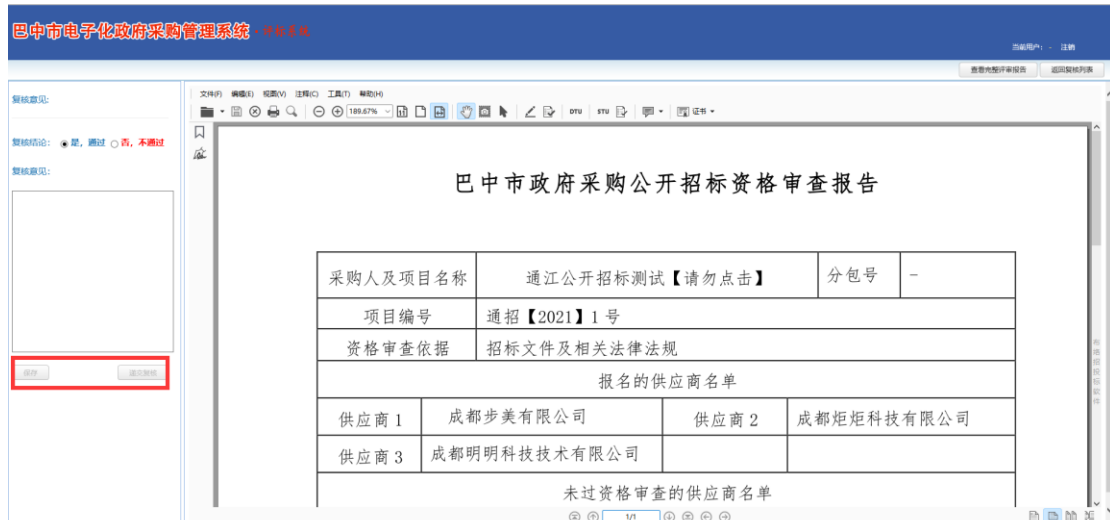 巴中市电子化政府采购管理系统
当前用户： - 注销
查看完整评审报告 返回复核列表
复核意见：
文件(F) 编辑(E) 视图(V) 注释(C) 工具(T) 帮助(H)
189.67% DTU STU 证书
复核结论： 是，通过 否，不通过
复核意见：
巴中市政府采购公开招标资格审查报告
采购人及项目名称 通江公开招标测试【请勿点击】 分包号 -
项目编号 通招【2021】1号
资格审查依据 招标文件及相关法律法规
报名的供应商名单
供应商1 成都步美有限公司 供应商2 成都炬炬科技有限公司
供应商3 成都明明科技技术有限公司
未过资格审查的供应商名单
保存 提交复核
1/1